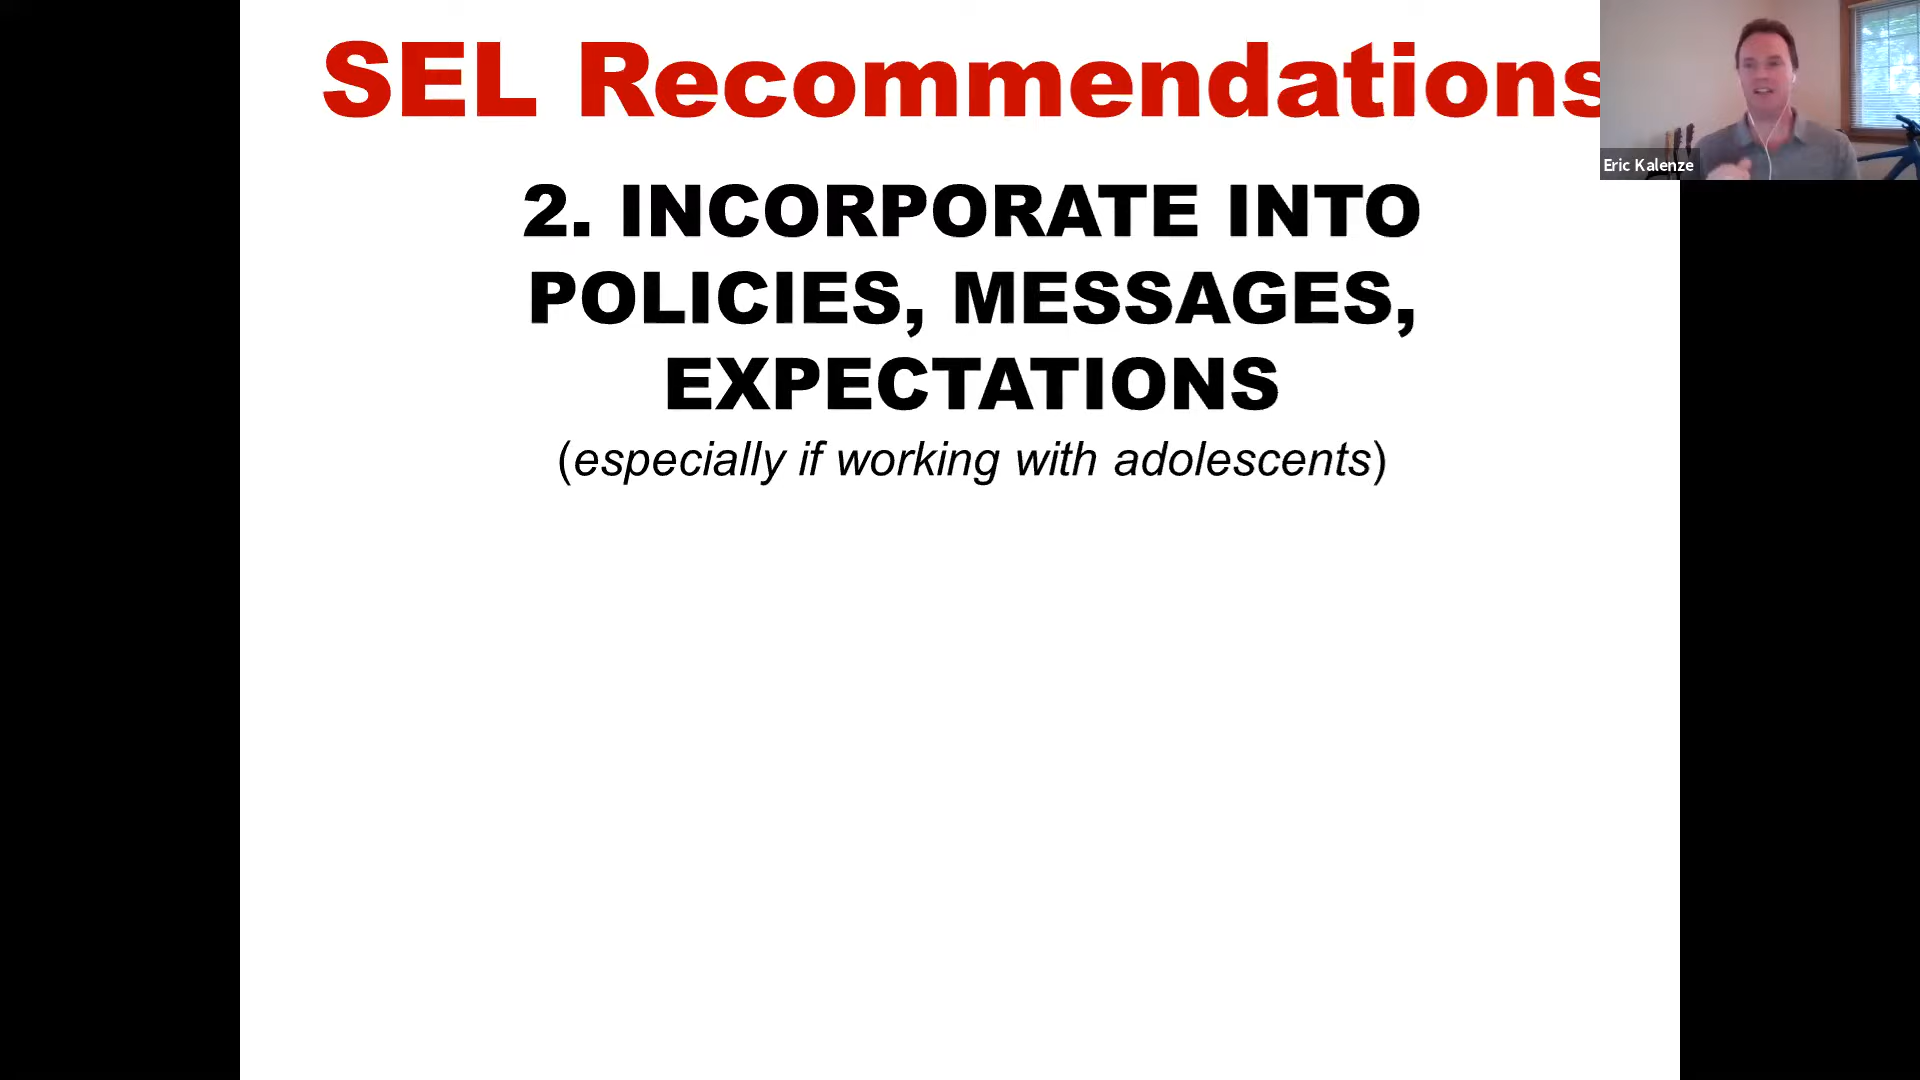 SEL Recommendations
Eric Kalenze
2. INCORPORATE INTO
POLICIES, MESSAGES,
EXPECTATIONS
(especially if working with adolescents)